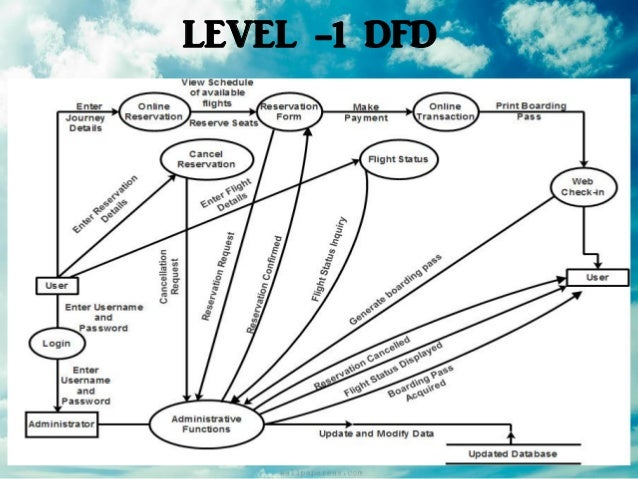 LEVEL -1 DFD
View Schedule
of available
flights
Enter
Journey
Details
Online
Reservation
Reserve Seats
Reservation
Form
Make
Payment
Online
Transaction
Print Boarding
Pass
Cancel
Reservation
Flight Status
Web
Check-in
Enter Reservation
Details
Enter Flight
Details
User
User
Cancellation
Request
Reservation Request
Reservation Confirmed
Flight Status Inquiry
Generate boarding pass
Enter Username
and
Password
Login
Enter
Username
and
Password
Reservation Cancelled
Flight Status Displayed
Boarding Pass
Acquired
Administrator
Administrative
Functions
Update and Modify Data
Updated Database